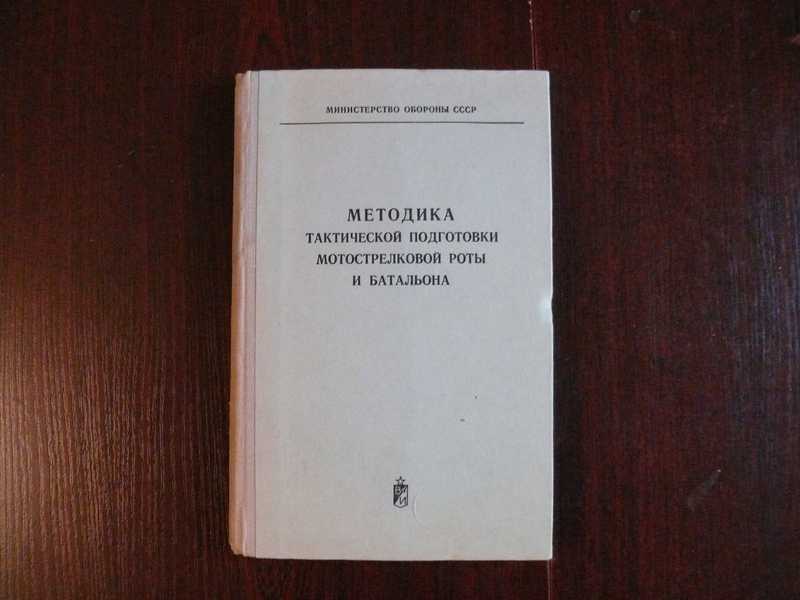 МИНИСТЕРСТВО ОБОРОНЫ СССР
МЕТОДИКА
ТАКТИЧЕСКОЙ ПОДГОТОВКИ
МОТОСТРЕЛКОВОЙ РОТЫ
И БАТАЛЬОНА